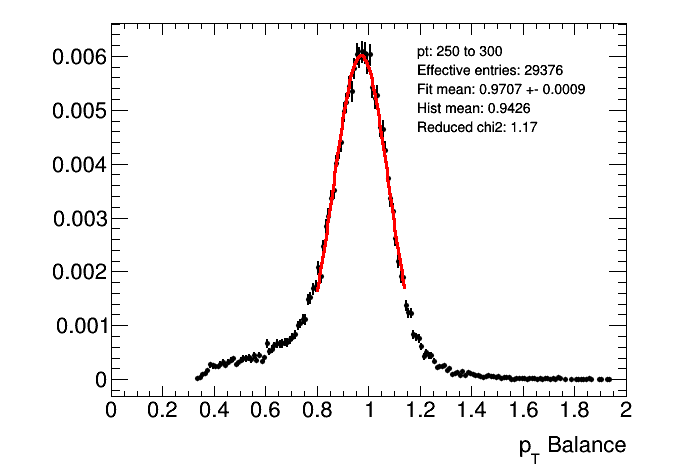 pt: 250 to 300
Effective entries: 29376
Fit mean: 0.9707 +- 0.0009
Hist mean: 0.9426
Reduced chi2: 1.17
0.006
0.005
0.004
0.003
0.002
0.001
0
0 0.2 0.4 0.6 0.8 1 1.2 1.4 1.6 1.8 2
pT Balance